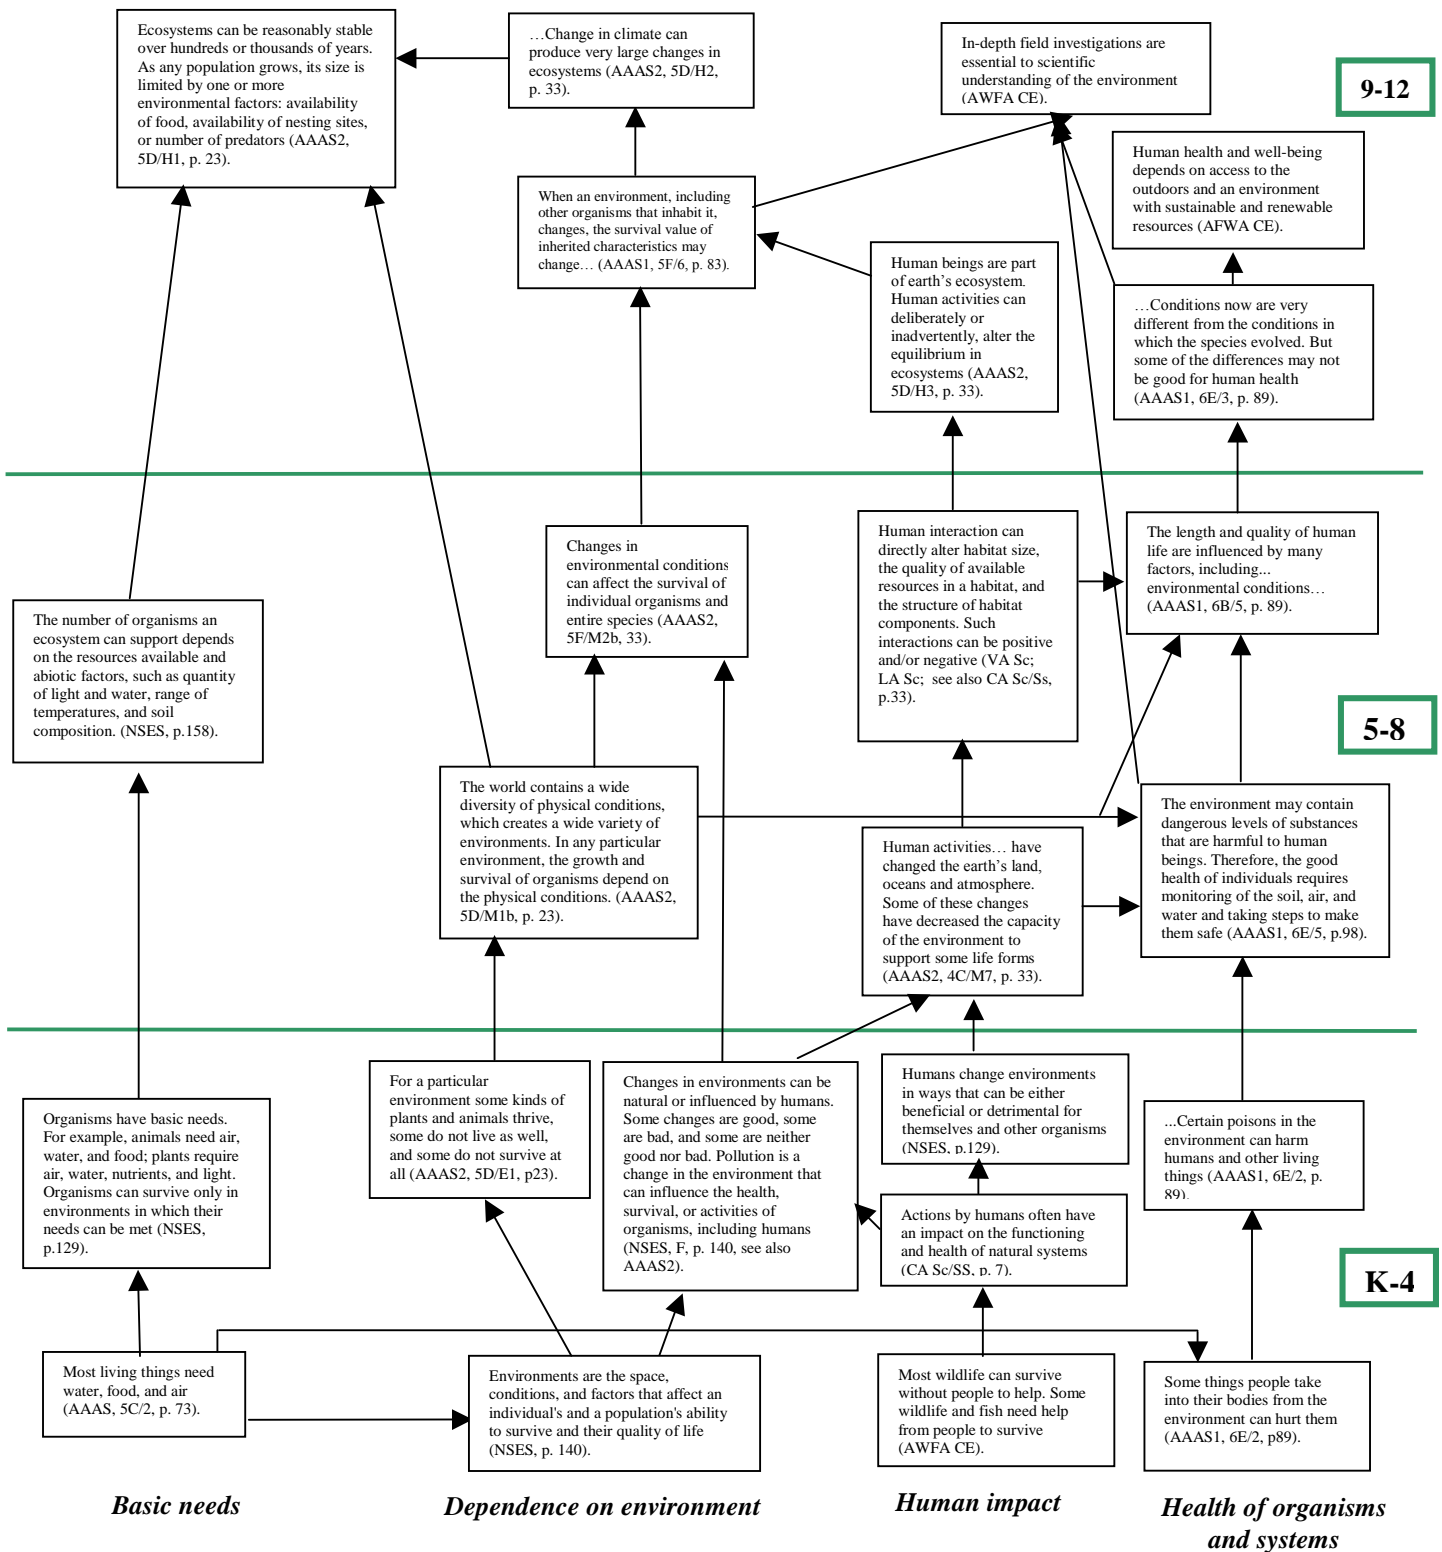 Ecosystems can be reasonably stable
over hundreds or thousands of years.
As any population grows, its size is
limited by one or more
environmental factors: availability
of food, availability of nesting sites,
or number of predators (AAAS2,
5D/H1, p. 23).
…Change in climate can
produce very large changes in
ecosystems (AAAS2, 5D/H2,
p. 33).
In-depth field investigations are
essential to scientific
understanding of the environment
(AWFA CE).
9-12
Human health and well-being
depends on access to the
outdoors and an environment
with sustainable and renewable
resources (AFWA CE).
When an environment, including
other organisms that inhabit it,
changes, the survival value of
inherited characteristics may
change… (AAAS1, 5F/6, p. 83).
Human beings are part
of earth's ecosystem.
Human activities can
deliberately or
inadvertently, alter the
equilibrium in
ecosystems (AAAS2,
5D/H3, p. 33).
…Conditions now are very
different from the conditions in
which the species evolved. But
some of the differences may not
be good for human health
(AAAS1, 6E/3, p. 89).
Changes in
environmental conditions
can affect the survival of
individual organisms and
entire species (AAAS2,
5F/M2b, 33).
Human interaction can
directly alter habitat size,
the quality of available
resources in a habitat, and
the structure of habitat
components. Such
interactions can be positive
and/or negative (VA Sc;
LA Sc;  see also CA Sc/Ss,
p.33).
The length and quality of human
life are influenced by many
factors, including...
environmental conditions…
(AAAS1, 6B/5, p. 89).
The number of organisms an
ecosystem can support depends
on the resources available and
abiotic factors, such as quantity
of light and water, range of
temperatures, and soil
composition. (NSES, p.158).
5-8
The world contains a wide
diversity of physical conditions,
which creates a wide variety of
environments. In any particular
environment, the growth and
survival of organisms depend on
the physical conditions. (AAAS2,
5D/M1b, p. 23).
Human activities… have
changed the earth's land,
oceans and atmosphere.
Some of these changes
have decreased the capacity
of the environment to
support some life forms
(AAAS2, 4C/M7, p. 33).
The environment may contain
dangerous levels of substances
that are harmful to human
beings. Therefore, the good
health of individuals requires
monitoring of the soil, air, and
water and taking steps to make
them safe (AAAS1, 6E/5, p.98).
Organisms have basic needs.
For example, animals need air,
water, and food; plants require
air, water, nutrients, and light.
Organisms can survive only in
environments in which their
needs can be met (NSES,
p.129).
For a particular
environment some kinds of
plants and animals thrive,
some do not live as well,
and some do not survive at
all (AAAS2, 5D/E1, p23).
Changes in environments can be
natural or influenced by humans.
Some changes are good, some
are bad, and some are neither
good nor bad. Pollution is a
change in the environment that
can influence the health,
survival, or activities of
organisms, including humans
(NSES, F, p. 140, see also
AAAS2).
Humans change environments
in ways that can be either
beneficial or detrimental for
themselves and other organisms
(NSES, p.129).
Actions by humans often have
an impact on the functioning
and health of natural systems
(CA Sc/SS, p. 7).
...Certain poisons in the
environment can harm
humans and other living
things (AAAS1, 6E/2, p.
89).
K-4
Most living things need
water, food, and air
(AAAS, 5C/2, p. 73).
Environments are the space,
conditions, and factors that affect an
individual's and a population's ability
to survive and their quality of life
(NSES, p. 140).
Most wildlife can survive
without people to help. Some
wildlife and fish need help
from people to survive
(AWFA CE).
Some things people take
into their bodies from the
environment can hurt them
(AAAS1, 6E/2, p89).
Basic needs
Dependence on environment
Human impact
Health of organisms
and systems